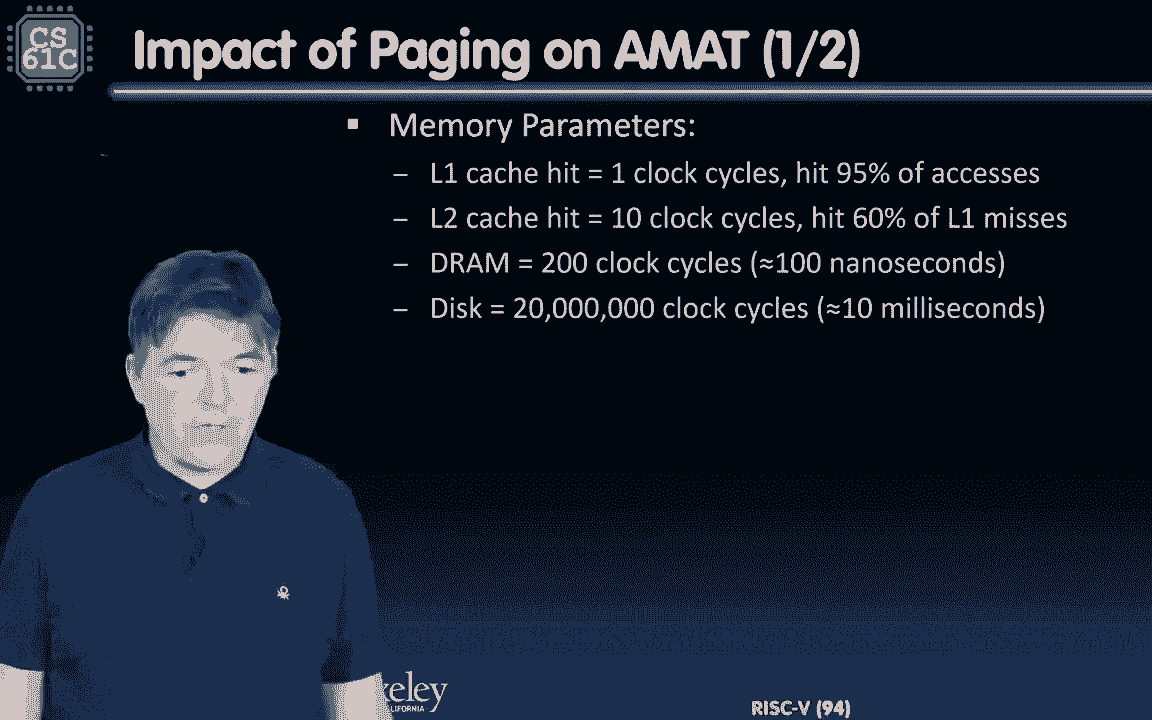 CS
61C
Impact of Paging on AMAT (1/2)
▪ Memory Parameters:
– L1 cache hit = 1 clock cycles, hit 95% of accesses
– L2 cache hit = 10 clock cycles, hit 60% of L1 misses
– DRAM = 200 clock cycles (≈100 nanoseconds)
– Disk = 20,000,000 clock cycles (≈10 milliseconds)
keley
LIFORNIA
RISC-V (94)